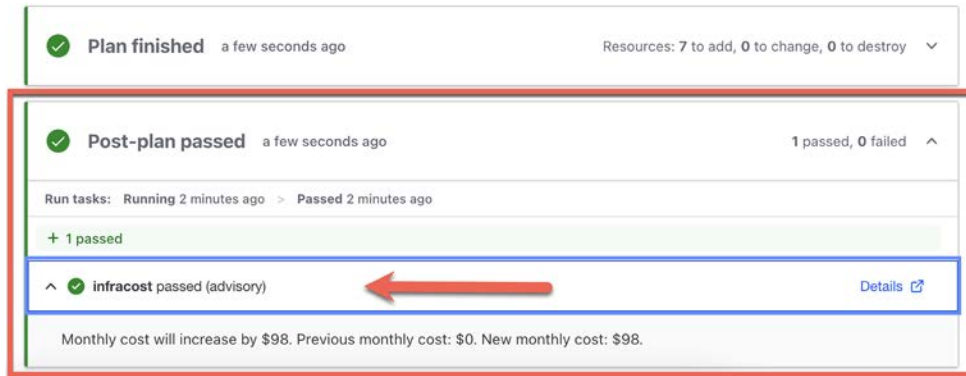 Plan finished a few seconds ago Resources: 7 to add, 0 to change, 0 to destroy
Post-plan passed a few seconds ago 1 passed, 0 failed
Run tasks: Running 2 minutes ago > Passed 2 minutes ago
+ 1 passed
infracost passed (advisory) Details
Monthly cost will increase by $98. Previous monthly cost: $0. New monthly cost: $98.